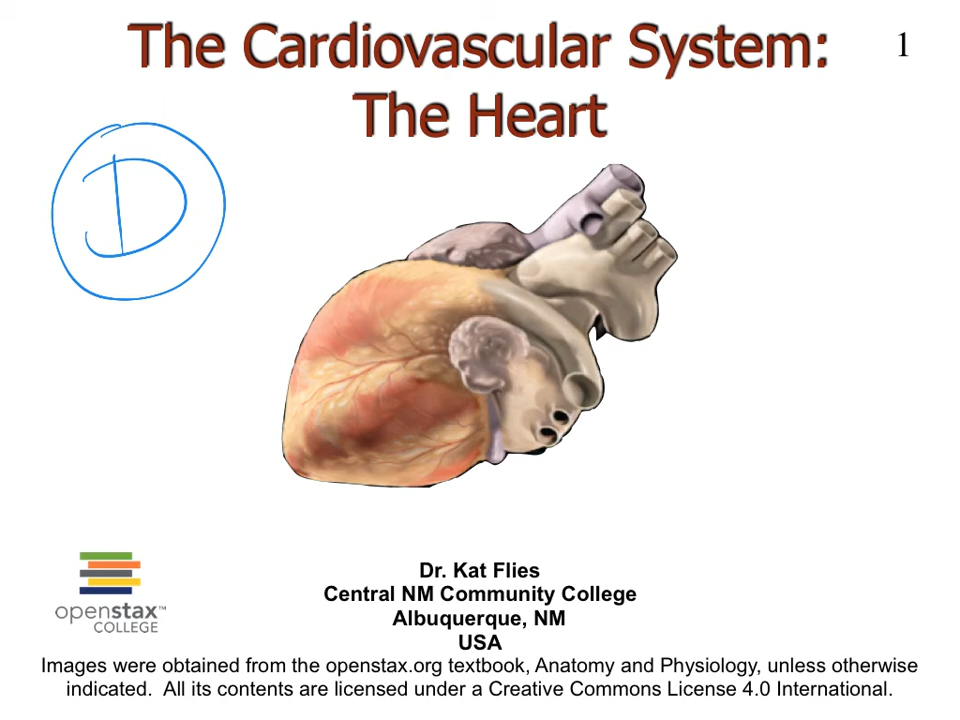 The Cardiovascular System:
1
The Heart
D
openstax™
COLLEGE
Dr. Kat Flies
Central NM Community College
Albuquerque, NM
USA
Images were obtained from the openstax.org textbook, Anatomy and Physiology, unless otherwise
indicated.  All its contents are licensed under a Creative Commons License 4.0 International.